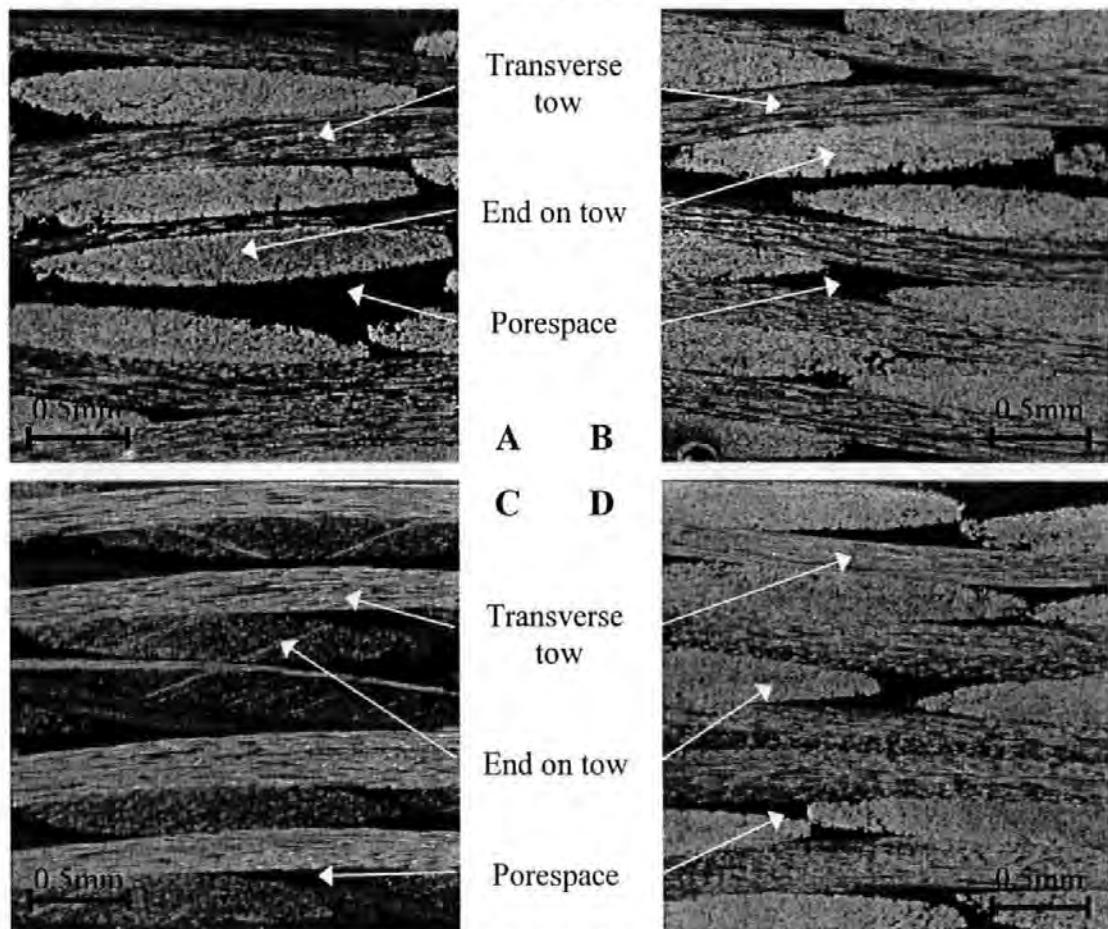 Transverse
tow
End on tow
Porespace
0.5mm
0.5mm
A B
C D
Transverse
tow
End on tow
Porespace
0.5mm
0.5mm